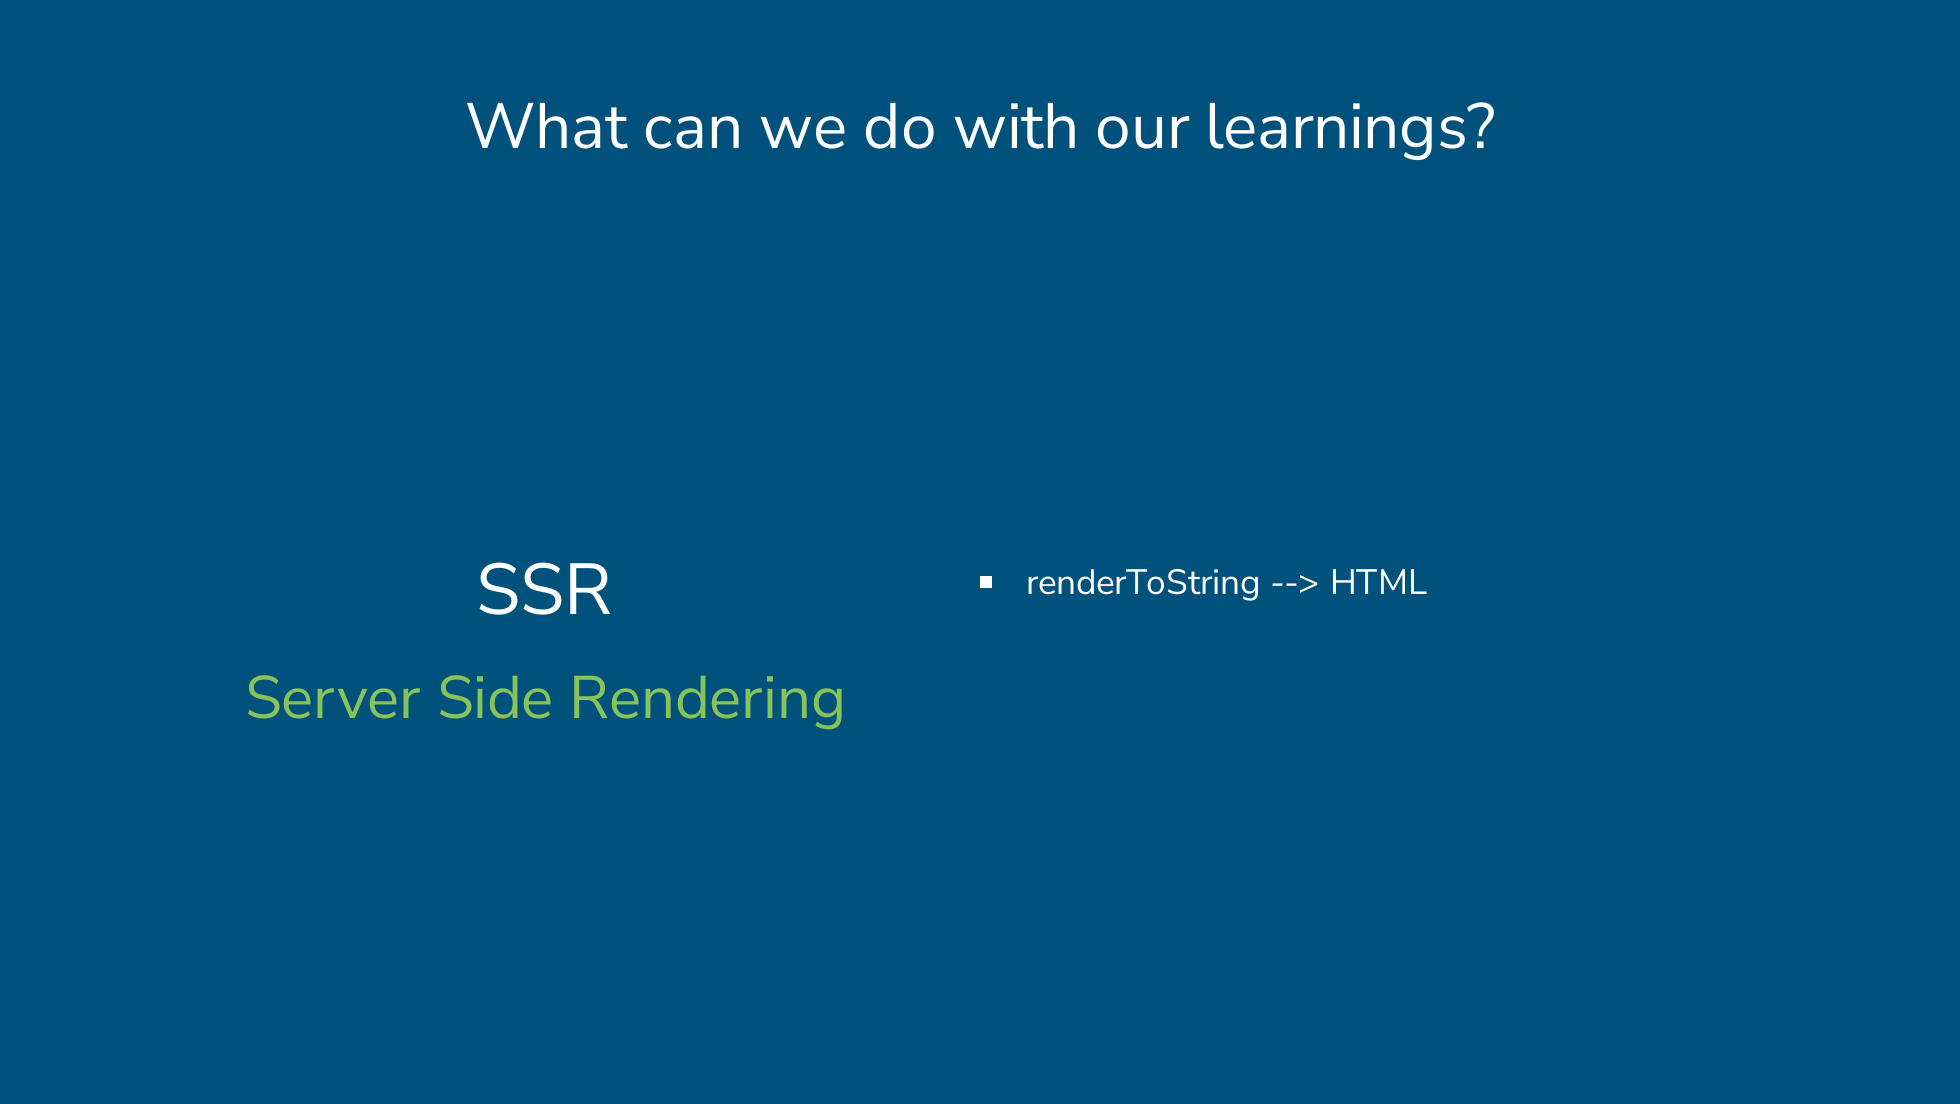 What can we do with our learnings?
SSR
Server Side Rendering
▪ renderToString --> HTML